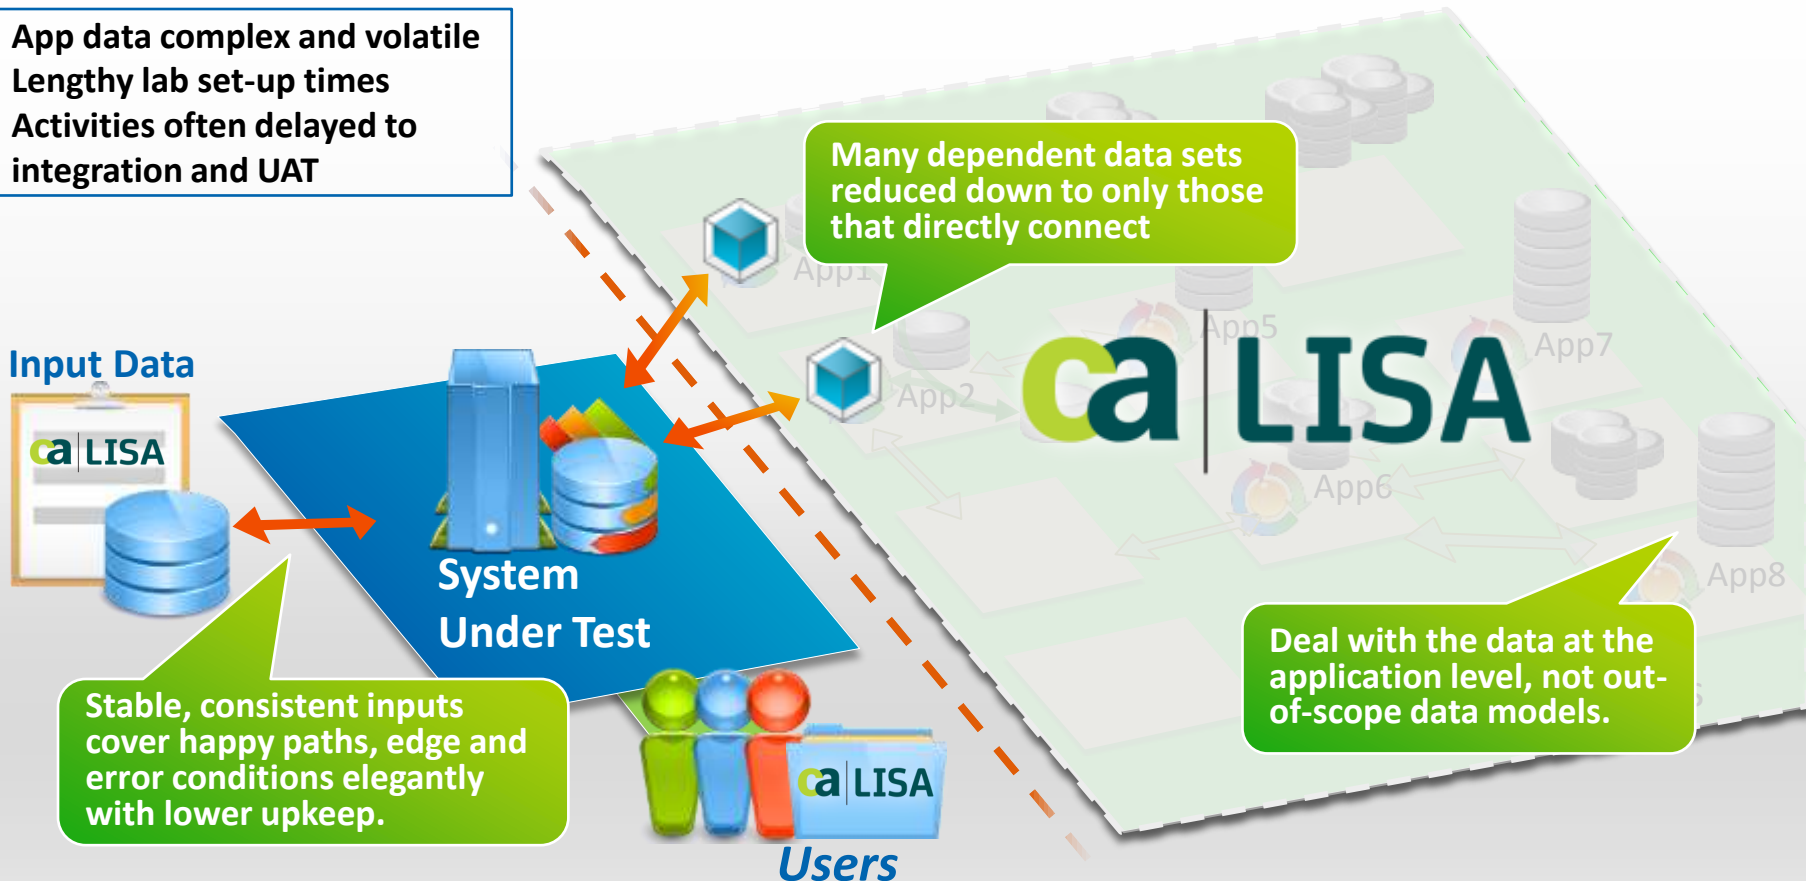 App data complex and volatile
Lengthy lab set-up times
Activities often delayed to
integration and UAT
Many dependent data sets
reduced down to only those
that directly connect
App1
App5
App7
Input Data
App2
ca LISA
ca LISA
App6
System
Under Test
App8
Deal with the data at the
application level, not out-
of-scope data models.
Stable, consistent inputs
cover happy paths, edge and
error conditions elegantly
with lower upkeep.
ca LISA
Users